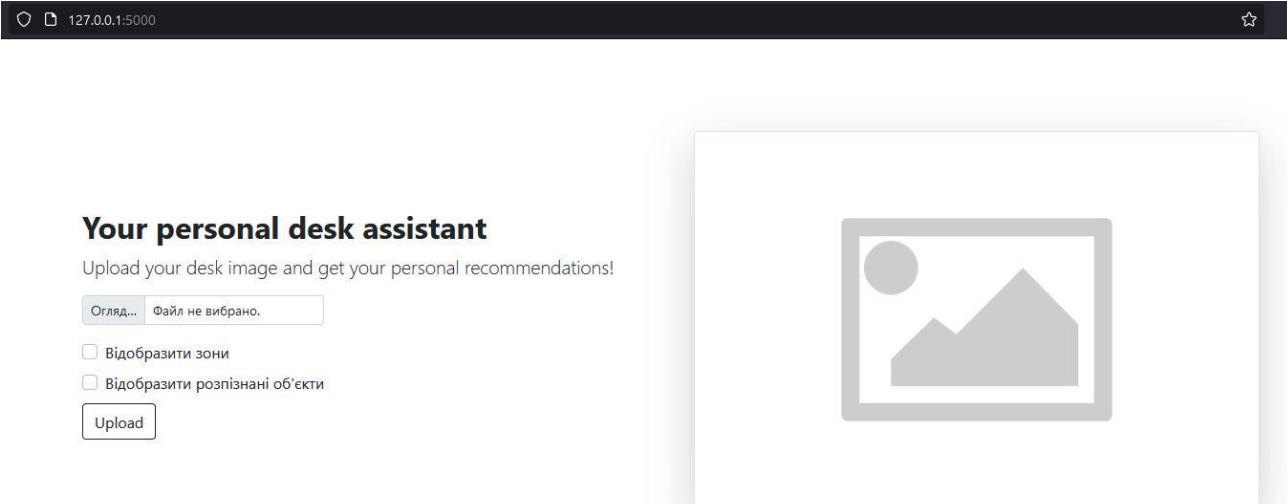 127.0.0.1:5000
Your personal desk assistant
Upload your desk image and get your personal recommendations!
Огляд... Файл не вибрано.
Відобразити зони
Відобразити розпізнані об'єкти
Upload